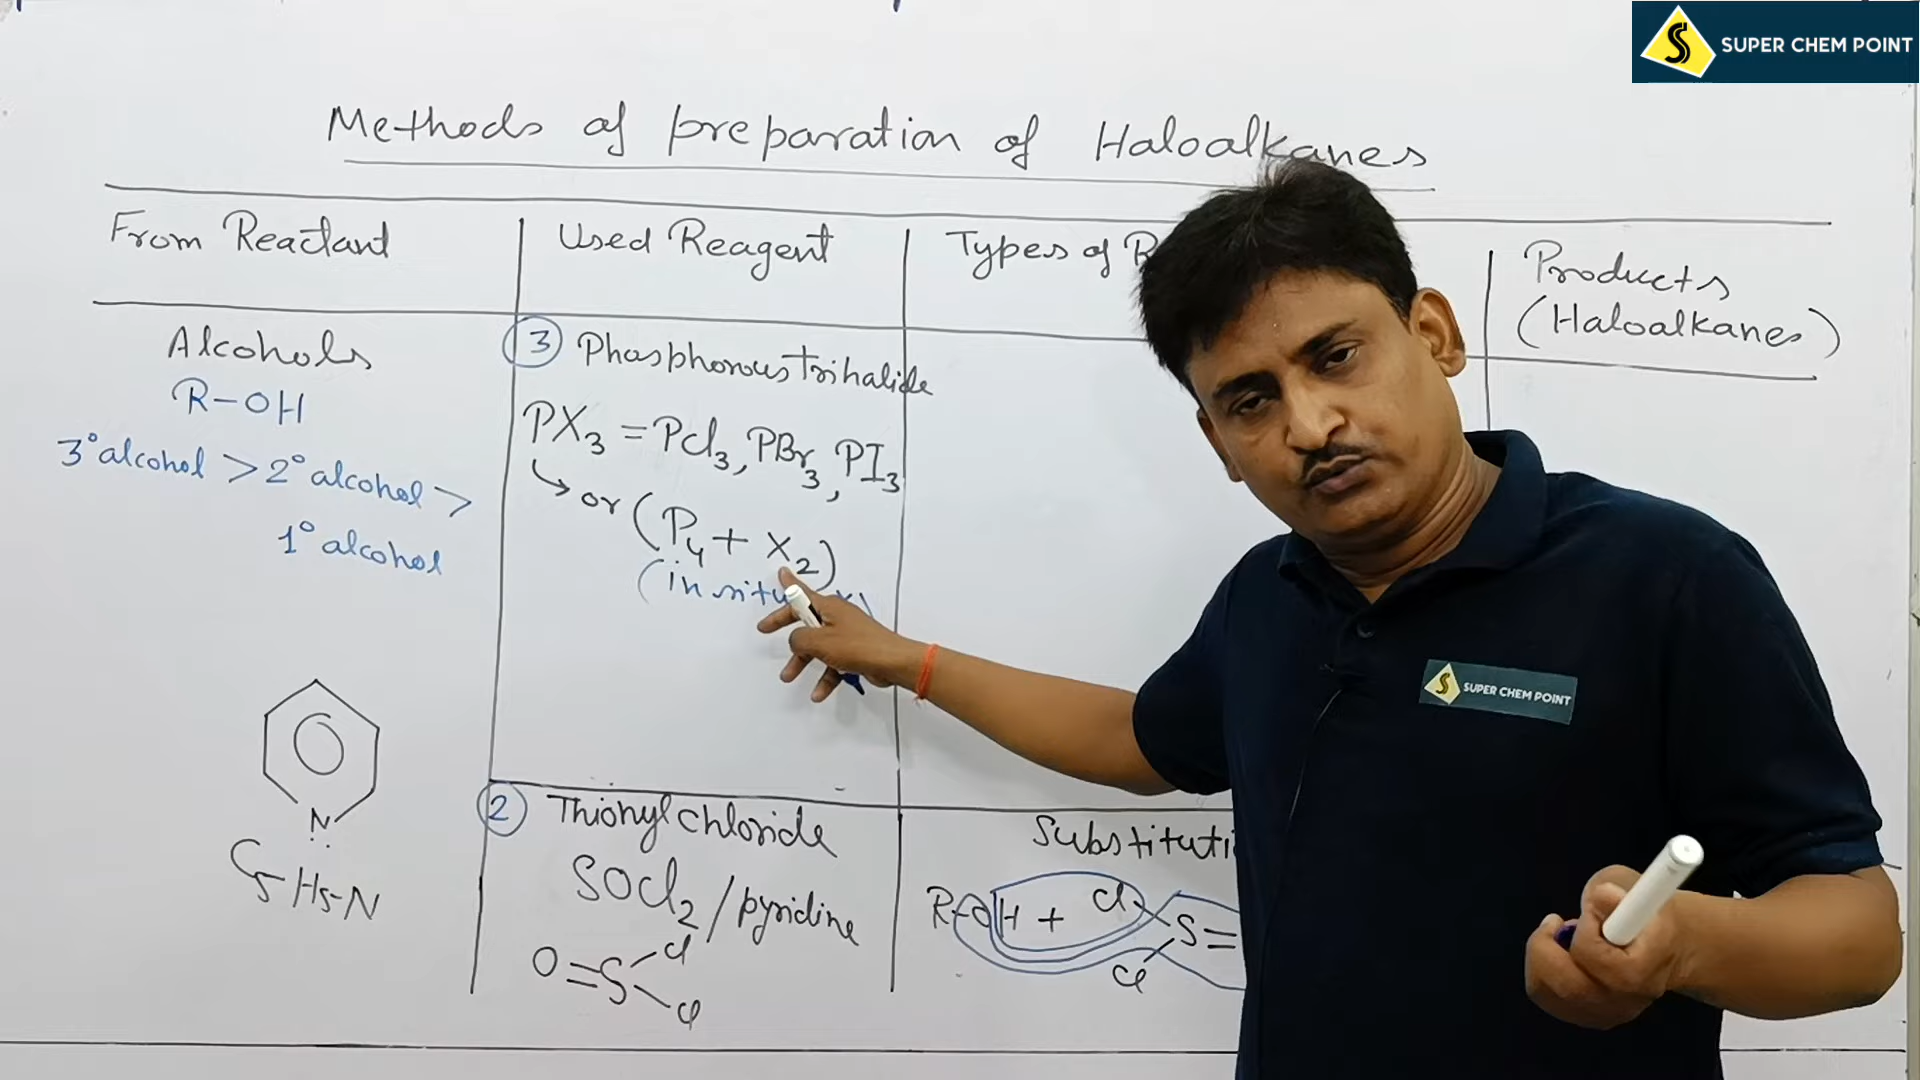 SUPER CHEM POINT
Methods of preparation of Haloalkanes
From Reactant
Used Reagent
Types of R
Products
(Haloalkanes)
Alcohols
R-OH
3° alcohol > 2° alcohol >
1° alcohol
3 Phosphorous trihalide
PX3 = PCl3, PBr3, PI3
or (P4 + X2)
(in situ
N
C5H5N
2 Thionyl chloride
SOCl2 / pyridine
O=S Cl
Cl
Substituti
R-OH + Cl
S=
Cl
SUPER CHEM POINT